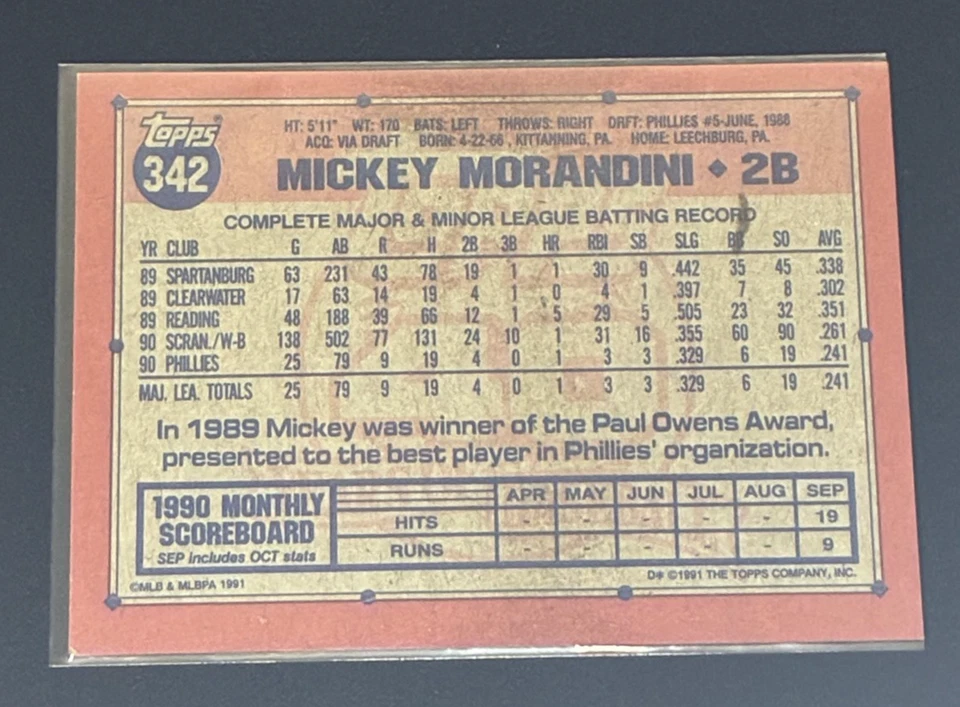 topps
342
HT: 5'11" WT: 170 BATS: LEFT THROWS: RIGHT DRFT: PHILLIES #5-JUNE, 1988
ACQ: VIA DRAFT BORN: 4-22-66, KITTANNING, PA. HOME: LEECHBURG, PA.
MICKEY MORANDINI ◆ 2B
COMPLETE MAJOR & MINOR LEAGUE BATTING RECORD
YR CLUB G AB R H 2B 3B HR RBI SB SLG BB SO AVG
89 SPARTANBURG 63 231 43 78 19 1 1 30 9 .442 35 45 .338
89 CLEARWATER 17 63 14 19 4 1 0 4 1 .397 7 8 .302
89 READING 48 188 39 66 12 1 5 29 5 .505 23 32 .351
90 SCRAN./W-B 138 502 77 131 24 10 1 31 16 .355 60 90 .261
90 PHILLIES 25 79 9 19 4 0 1 3 3 .329 6 19 .241
MAJ. LEA. TOTALS 25 79 9 19 4 0 1 3 3 .329 6 19 .241
In 1989 Mickey was winner of the Paul Owens Award,
presented to the best player in Phillies' organization.
1990 MONTHLY
SCOREBOARD
SEP includes OCT stats
APR MAY JUN JUL AUG SEP
HITS - - - - - 19
RUNS - - - - - 9
©MLB & MLBPA 1991
D* ©1991 THE TOPPS COMPANY, INC.